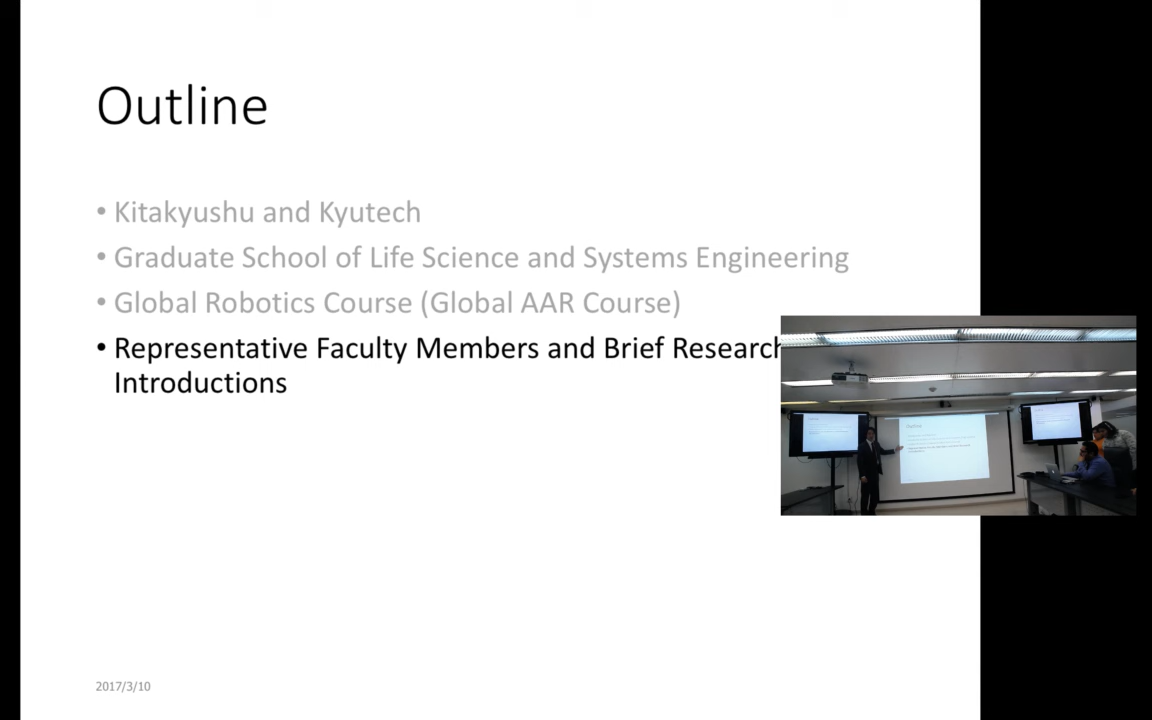 Outline
• Kitakyushu and Kyutech
• Graduate School of Life Science and Systems Engineering
• Global Robotics Course (Global AAR Course)
• Representative Faculty Members and Brief Research
Introductions
2017/3/10